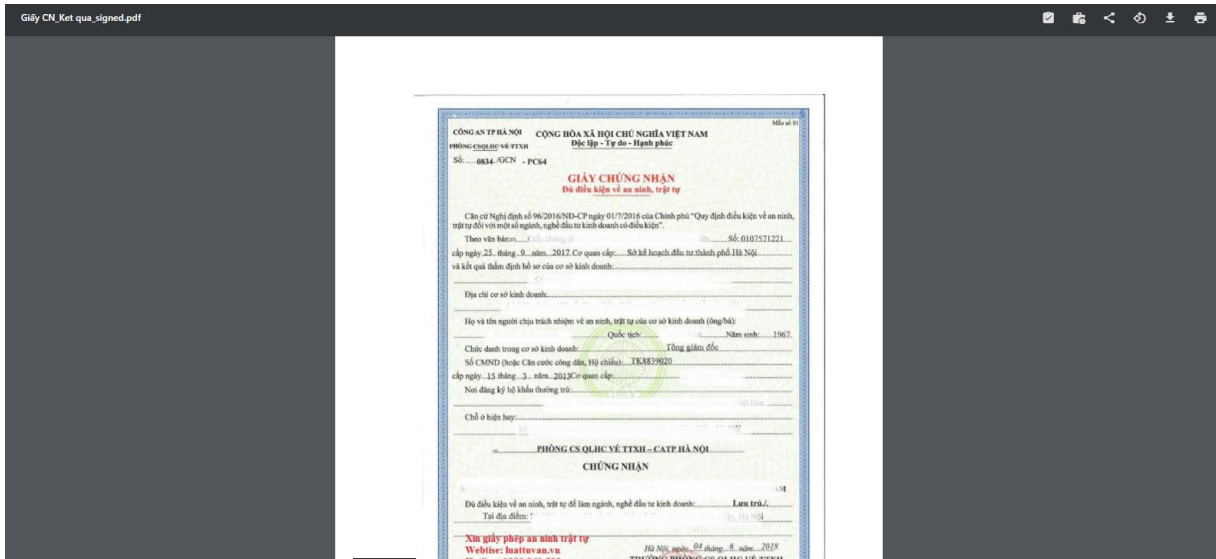 Giấy CN_Ket qua_signed.pdf
Mẫu số 01
CÔNG AN TP HÀ NỘI
CỘNG HÒA XÃ HỘI CHỦ NGHĨA VIỆT NAM
PHÒNG CSQLHC VỀ TTXH
Độc lập - Tự do - Hạnh phúc
Số: 0834 /GCN - PC64
GIẤY CHỨNG NHẬN
Đủ điều kiện về an ninh, trật tự
Căn cứ Nghị định số 96/2016/NĐ-CP ngày 01/7/2016 của Chính phủ “Quy định điều kiện về an ninh,
trật tự đối với một số ngành, nghề đầu tư kinh doanh có điều kiện”.
Theo văn bản: Số: 0107571221
cấp ngày 25 tháng 9 năm 2017 Cơ quan cấp: Sở kế hoạch đầu tư thành phố Hà Nội
và kết quả thẩm định hồ sơ của cơ sở kinh doanh:
Địa chỉ cơ sở kinh doanh:
Họ và tên người chịu trách nhiệm về an ninh, trật tự của cơ sở kinh doanh (ông/bà):
Quốc tịch: Năm sinh: 1967.
Chức danh trong cơ sở kinh doanh: Tổng giám đốc
Số CMND (hoặc Căn cước công dân, Hộ chiếu): TK8839020
cấp ngày 15 tháng 3 năm 2013 Cơ quan cấp:
Nơi đăng ký hộ khẩu thường trú:
Chỗ ở hiện nay:
PHÒNG CS QLHC VỀ TTXH – CATP HÀ NỘI
CHỨNG NHẬN
Đủ điều kiện về an ninh, trật tự để làm ngành, nghề đầu tư kinh doanh: Lưu trú./.
Tại địa điểm: Hà Nội
Xin giấy phép an ninh trật tự
Webtise: luattuvan.vn
Hà Nội, ngày 04 tháng 6 năm 2018
TRƯỞNG PHÒNG CS QLHC VỀ TTXH